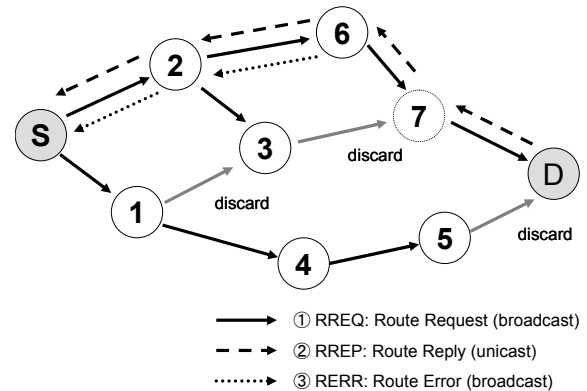 6
2
7
S
3
discard
D
1
discard
5
discard
4
① RREQ: Route Request (broadcast)
② RREP: Route Reply (unicast)
③ RERR: Route Error (broadcast)